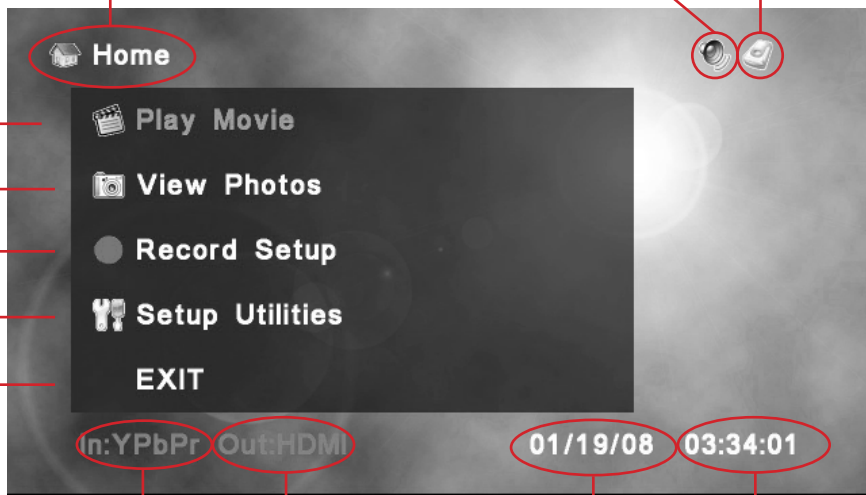 Home
Play Movie
View Photos
Record Setup
Setup Utilities
EXIT
In:YPbPr Out:HDMI 01/19/08 03:34:01